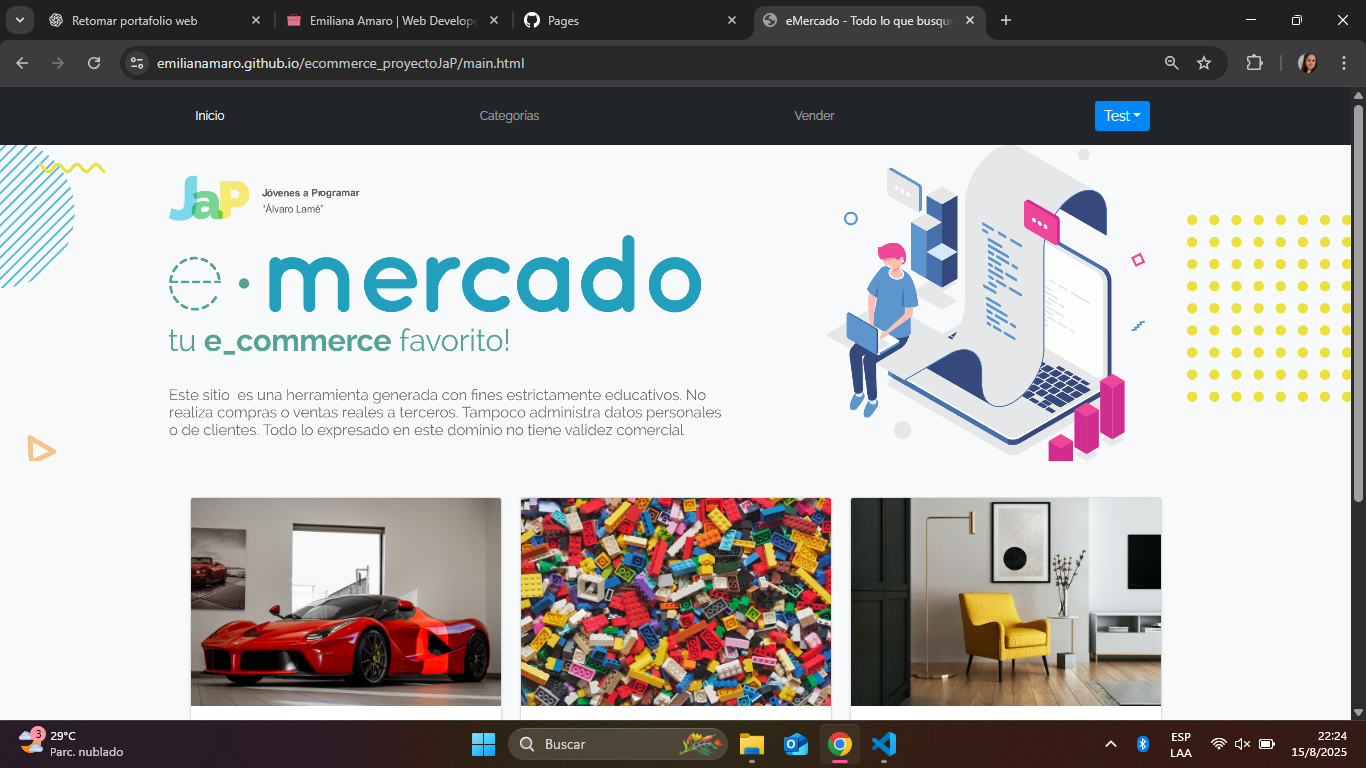 Retomar portafolio web
Emiliana Amaro | Web Develope
Pages
eMercado - Todo lo que busque
emilianamaro.github.io/ecommerce_proyectoJaP/main.html
Inicio
Categorías
Vender
Test
JaP
Jóvenes a Programar
"Álvaro Lamé"
e · mercado
tu e_commerce favorito!
Este sitio es una herramienta generada con fines estrictamente educativos. No
realiza compras o ventas reales a terceros. Tampoco administra datos personales
o de clientes. Todo lo expresado en este dominio no tiene validez comercial
3
29°C
Parc. nublado
Buscar
ESP
LAA
22:24
15/8/2025